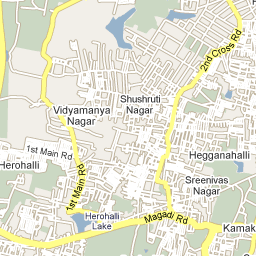 2nd Cross Rd
Shushruti
Nagar
Vidyamanya
Nagar
1st Main Rd
Herohalli
Hegganahalli
Sreenivas
Nagar
1st Main Rd
Herohalli
Lake
Magadi Rd
Kamak